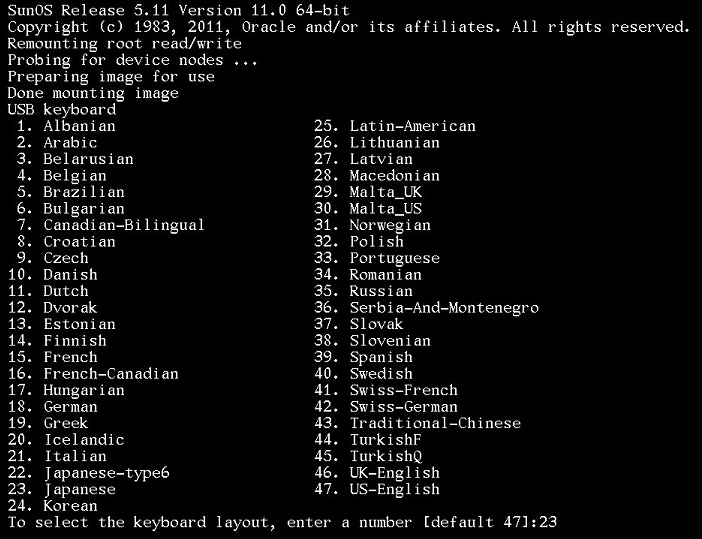 SunOS Release 5.11 Version 11.0 64-bit
Copyright (c) 1983, 2011, Oracle and/or its affiliates. All rights reserved.
Remounting root read/write
Probing for device nodes ...
Preparing image for use
Done mounting image
USB keyboard
 1. Albanian                      25. Latin-American
 2. Arabic                        26. Lithuanian
 3. Belarusian                    27. Latvian
 4. Belgian                       28. Macedonian
 5. Brazilian                     29. Malta_UK
 6. Bulgarian                     30. Malta_US
 7. Canadian-Bilingual            31. Norwegian
 8. Croatian                      32. Polish
 9. Czech                         33. Portuguese
10. Danish                        34. Romanian
11. Dutch                         35. Russian
12. Dvorak                        36. Serbia-And-Montenegro
13. Estonian                      37. Slovak
14. Finnish                       38. Slovenian
15. French                        39. Spanish
16. French-Canadian               40. Swedish
17. Hungarian                     41. Swiss-French
18. German                        42. Swiss-German
19. Greek                         43. Traditional-Chinese
20. Icelandic                     44. TurkishF
21. Italian                       45. TurkishQ
22. Japanese-type6                46. UK-English
23. Japanese                      47. US-English
24. Korean
To select the keyboard layout, enter a number [default 47]:23